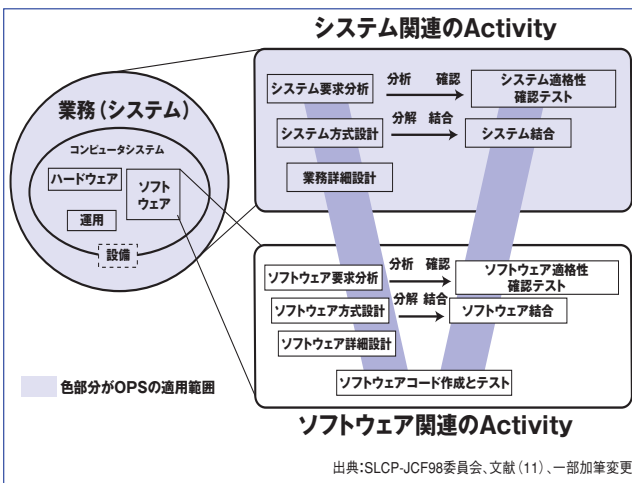 システム関連のActivity
業務(システム)
コンピュータシステム
ハードウェア
ソフト
ウェア
運用
設備
システム要求分析
分析 確認
システム適格性
確認テスト
システム方式設計
分解 結合
システム結合
業務詳細設計
ソフトウェア要求分析
分析 確認
ソフトウェア適格性
確認テスト
ソフトウェア方式設計
分解 結合
ソフトウェア結合
ソフトウェア詳細設計
ソフトウェアコード作成とテスト
色部分がOPSの適用範囲
ソフトウェア関連のActivity
出典:SLCP-JCF98委員会、文献(11)、一部加筆変更